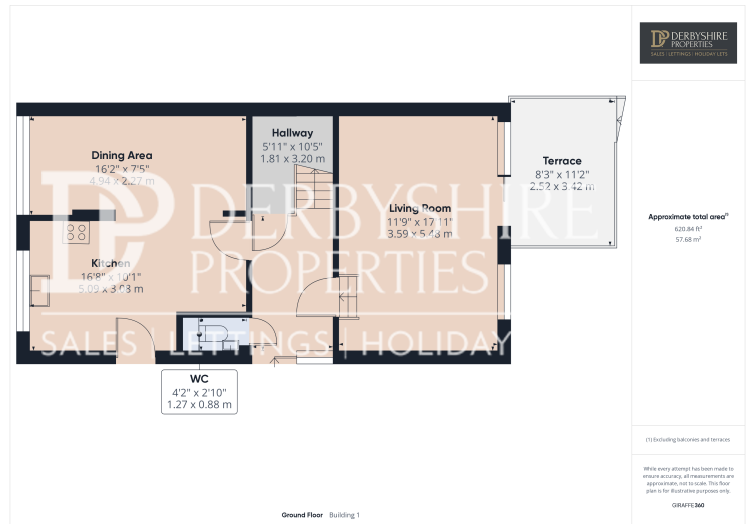 DERBYSHIRE
PROPERTIES
SALES | LETTINGS | HOLIDAY LETS
Dining Area
16'2" x 7'5"
4.94 x 2.27 m
Hallway
5'11" x 10'5"
1.81 x 3.20 m
Living Room
11'9" x 17'11"
3.59 x 5.48 m
Terrace
8'3" x 11'2"
2.52 x 3.42 m
Kitchen
16'8" x 10'1"
5.09 x 3.08 m
WC
4'2" x 2'10"
1.27 x 0.88 m
DERBYSHIRE
PROPERTIES
SALES | LETTINGS | HOLIDAY
Approximate total area⁽¹⁾
620.84 ft²
57.68 m²
(1) Excluding balconies and terraces
While every attempt has been made to
ensure accuracy, all measurements are
approximate, not to scale. This floor
plan is for illustrative purposes only.
GIRAFFE360
Ground Floor Building 1